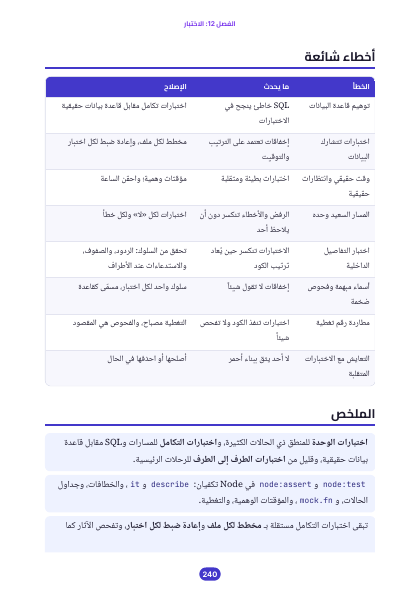 الفصل 12: الاختبار
أخطاء شائعة
الخطأ ما يحدث الإصلاح
توهيم قاعدة البيانات SQL خاطئ ينجح في اختبارات تكامل مقابل قاعدة بيانات حقيقية
الاختبارات
اختبارات تتشارك إخفاقات تعتمد على الترتيب مخطط لكل ملف، وإعادة ضبط لكل اختبار
البيانات والتوقيت
وقت حقيقي وانتظارات اختبارات بطيئة ومتقلبة مؤقتات وهمية؛ واحقن الساعة
حقيقية
المسار السعيد وحده الرفض والأخطاء تنكسر دون أن اختبارات لكل «لا» ولكل خطأ
يلاحظ أحد
اختبار التفاصيل الاختبارات تنكسر حين يُعاد تحقق من السلوك: الردود، والصفوف،
الداخلية ترتيب الكود والاستدعاءات عند الأطراف
أسماء مبهمة وفحوص إخفاقات لا تقول شيئاً سلوك واحد لكل اختبار، مسمّى كقاعدة
ضخمة
مطاردة رقم تغطية اختبارات تنفذ الكود ولا تفحص التغطية مصباح، والفحوص هي المقصود
شيئاً
التعايش مع الاختبارات لا أحد يثق ببناء أحمر أصلحها أو احذفها في الحال
المتقلبة
الملخص
اختبارات الوحدة للمنطق ذي الحالات الكثيرة، واختبارات التكامل للمسارات وSQL مقابل قاعدة
بيانات حقيقية، وقليل من اختبارات الطرف إلى الطرف للرحلات الرئيسية.
node:test و node:assert في Node تكفيان: describe و it ، والخطافات، وجداول
الحالات، و mock.fn ، والمؤقتات الوهمية، والتغطية.
تبقى اختبارات التكامل مستقلة بـ مخطط لكل ملف وإعادة ضبط لكل اختبار، وتفحص الآثار كما
240